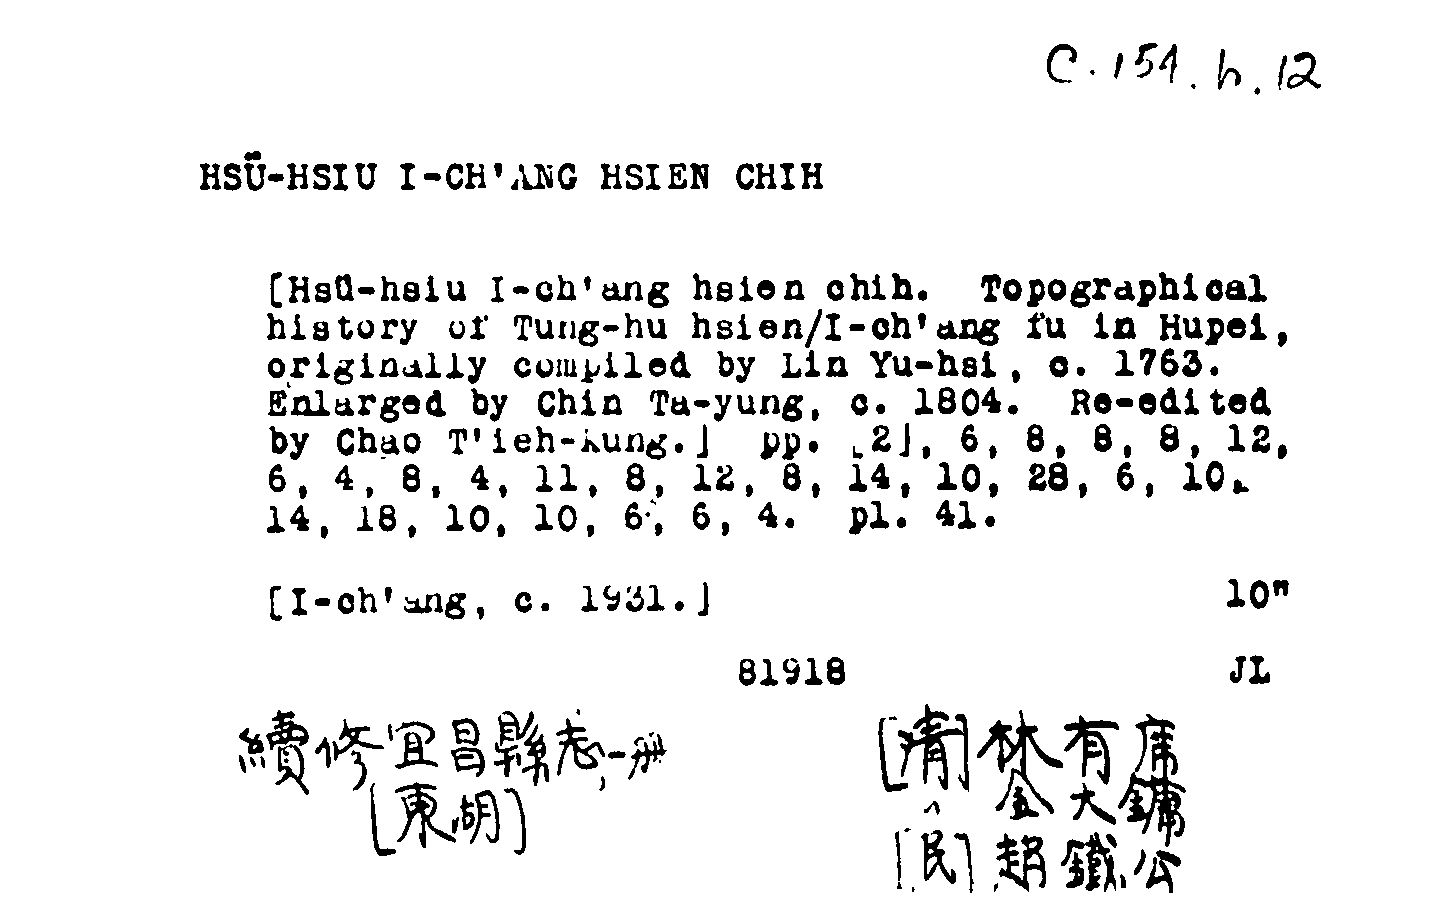 C.154.h.12
HSÜ-HSIU I-CH'ANG HSIEN CHIH
[Hsü-hsiu I-ch'ang hsien chih. Topographical
history of Tung-hu hsien/I-ch'ang fu in Hupei,
originally compiled by Lin Yu-hsi, c. 1763.
Enlarged by Chin Ta-yung, c. 1804. Re-edited
by Chao T'ieh-kung.] pp. [2], 6, 8, 8, 8, 12,
6, 4, 8, 4, 11, 8, 12, 8, 14, 10, 28, 6, 10,
14, 18, 10, 10, 6, 6, 4. pl. 41.
[I-ch'ang, c. 1931.] 10"
81918 JL
續修宜昌縣志,一册 [清]林有席
[東湖] 金大鏞
[民]趙鐵公